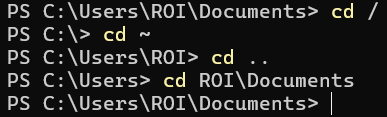 PS C:\Users\ROI\Documents> cd /
PS C:\> cd ~
PS C:\Users\ROI> cd ..
PS C:\Users> cd ROI\Documents
PS C:\Users\ROI\Documents>